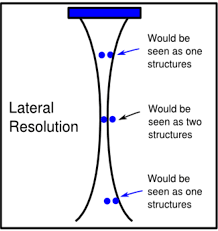 Would be
seen as one
structures
Lateral
Resolution
Would be
seen as two
structures
Would be
seen as one
structures